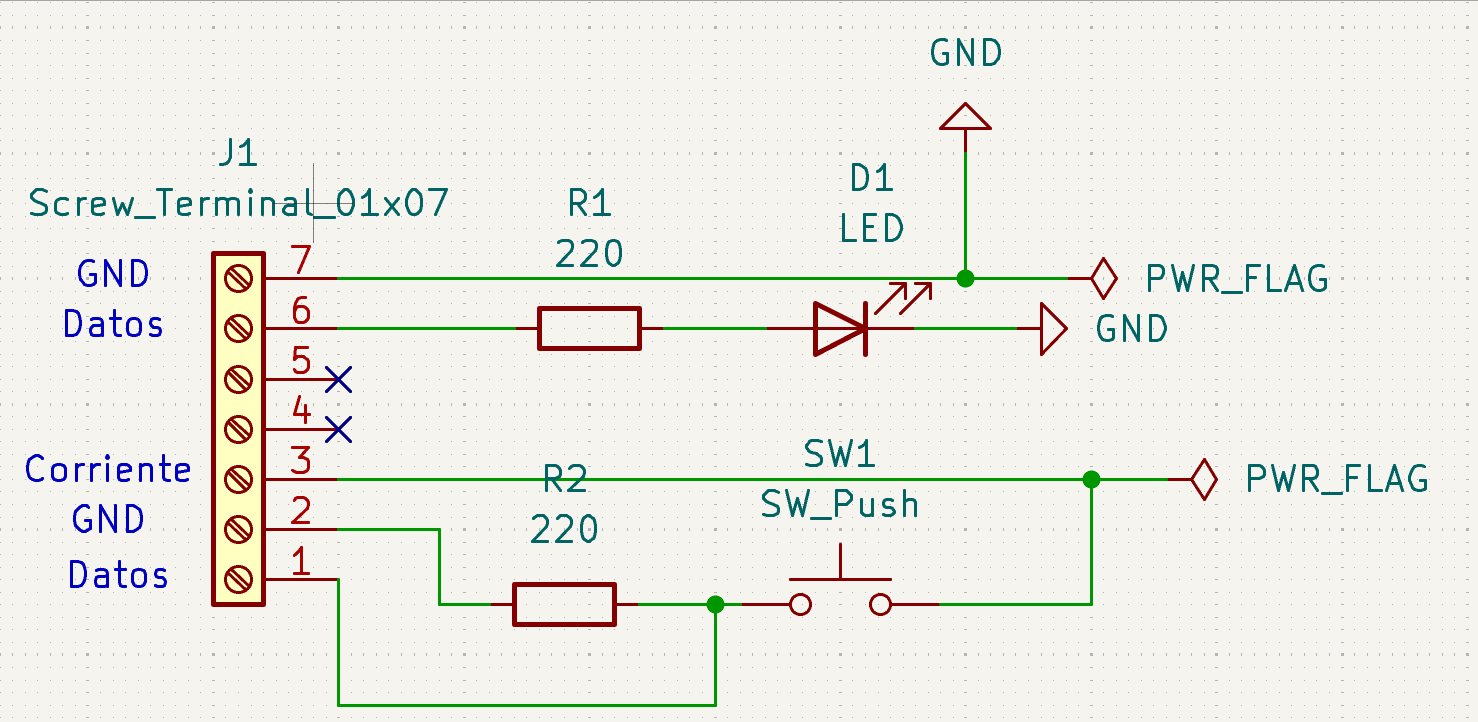 GND
J1
Screw_Terminal_01x07
R1
220
D1
LED
7
GND
PWR_FLAG
6
Datos
GND
5
4
SW1
SW_Push
3
Corriente
R2
220
PWR_FLAG
2
GND
1
Datos